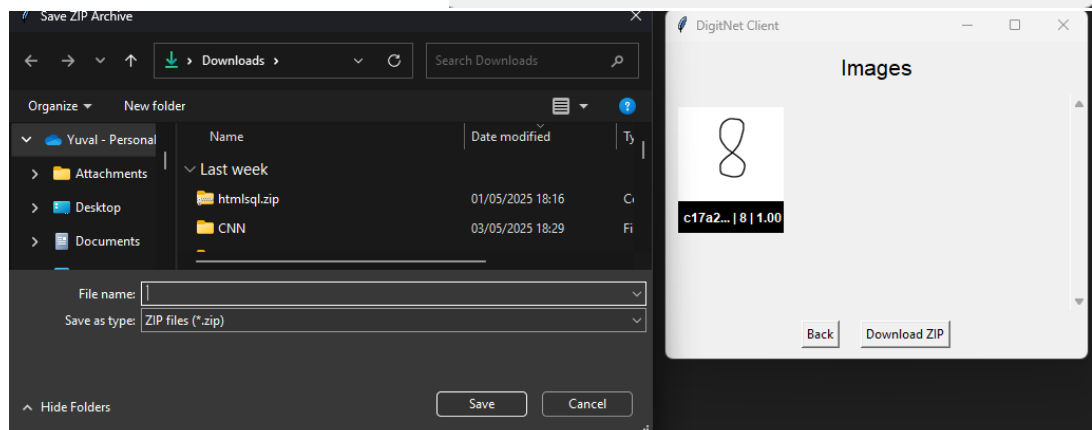 Save ZIP Archive
Downloads
Search Downloads
Organize
New folder
Yuval - Personal
Attachments
Desktop
Documents
Name
Date modified
Ty
Last week
htmlsql.zip
01/05/2025 18:16
CNN
03/05/2025 18:29
Fi
File name:
Save as type:
ZIP files (*.zip)
Hide Folders
Save
Cancel
DigitNet Client
Images
8
c17a2... | 8 | 1.00
Back
Download ZIP